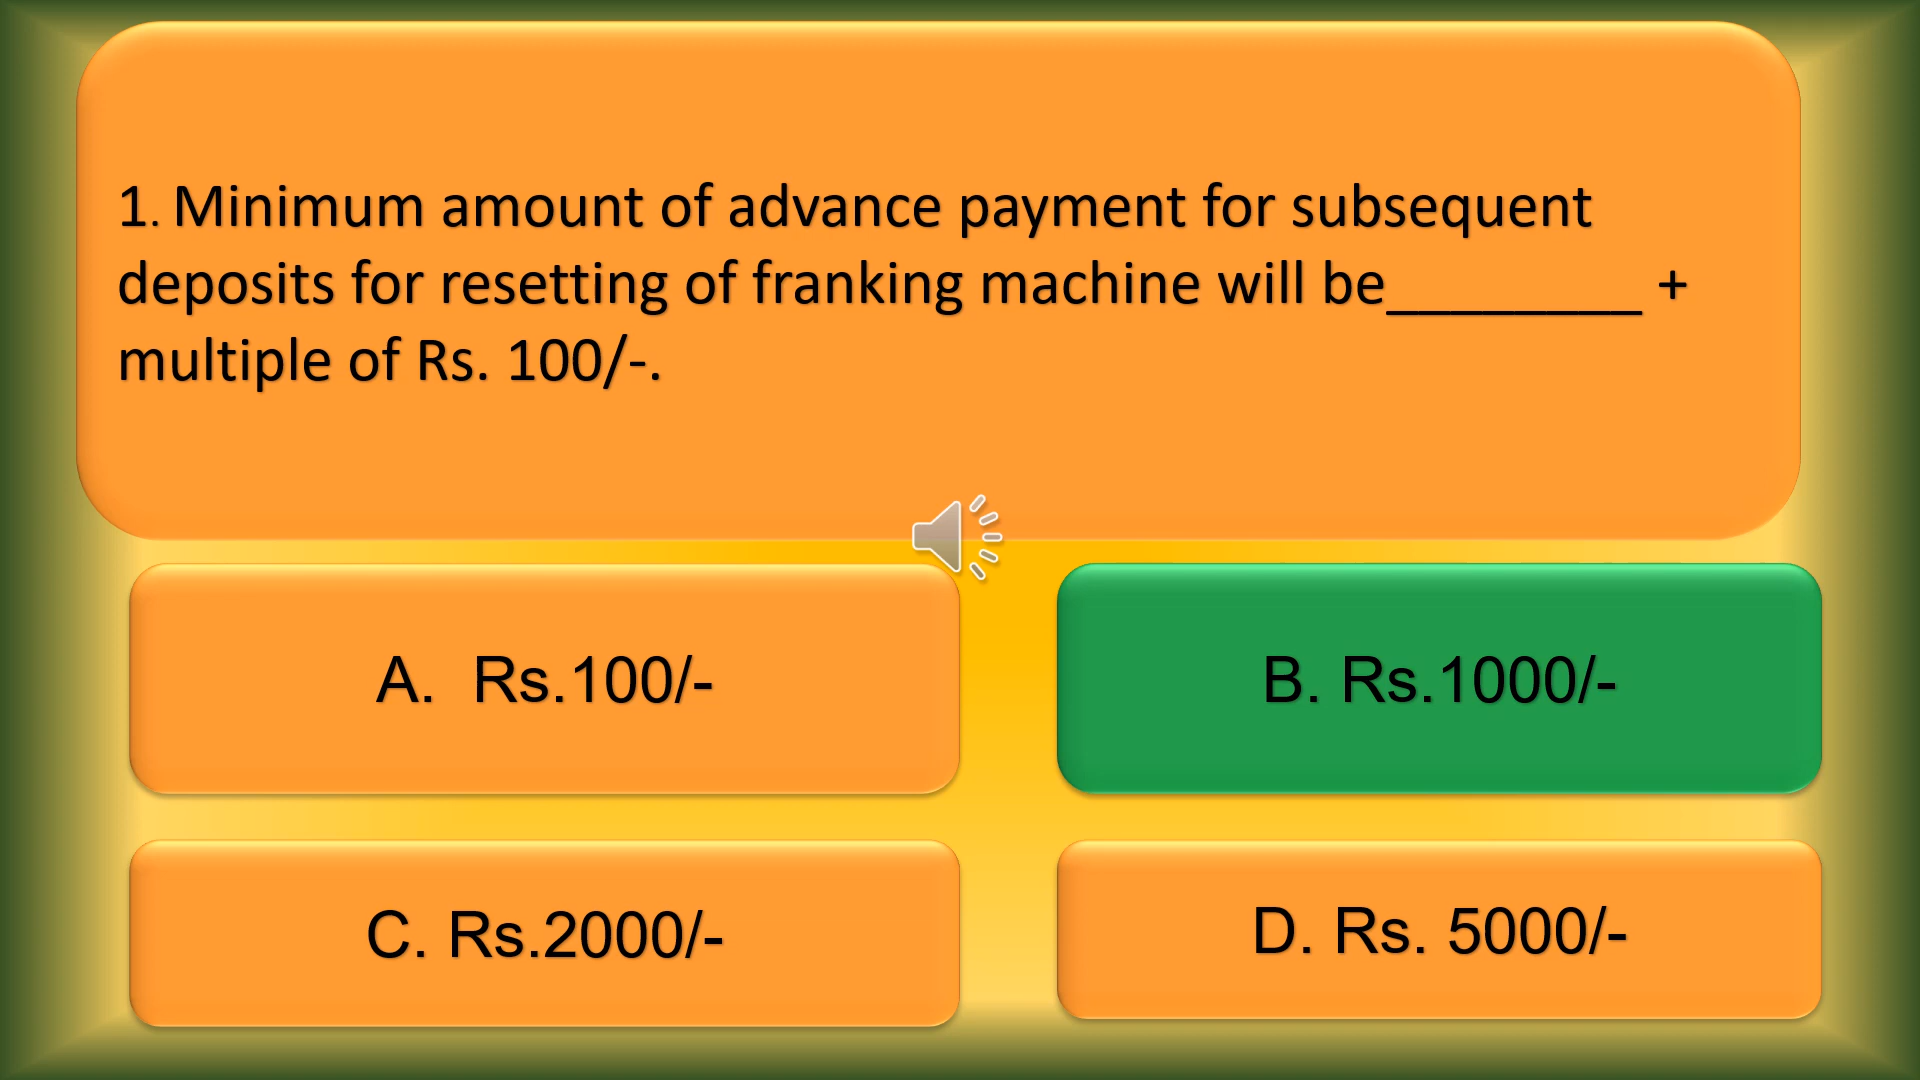 1. Minimum amount of advance payment for subsequent
deposits for resetting of franking machine will be________ +
multiple of Rs. 100/-.
A. Rs.100/-
B. Rs.1000/-
C. Rs.2000/-
D. Rs. 5000/-